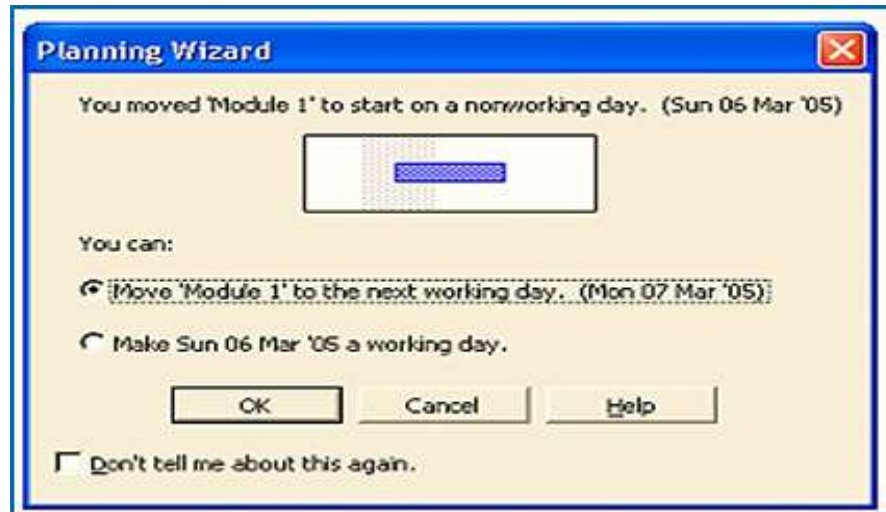 Planning Wizard
You moved 'Module 1' to start on a nonworking day. (Sun 06 Mar '05)
You can:
Move 'Module 1' to the next working day. (Mon 07 Mar '05)
Make Sun 06 Mar '05 a working day.
OK Cancel Help
Don't tell me about this again.